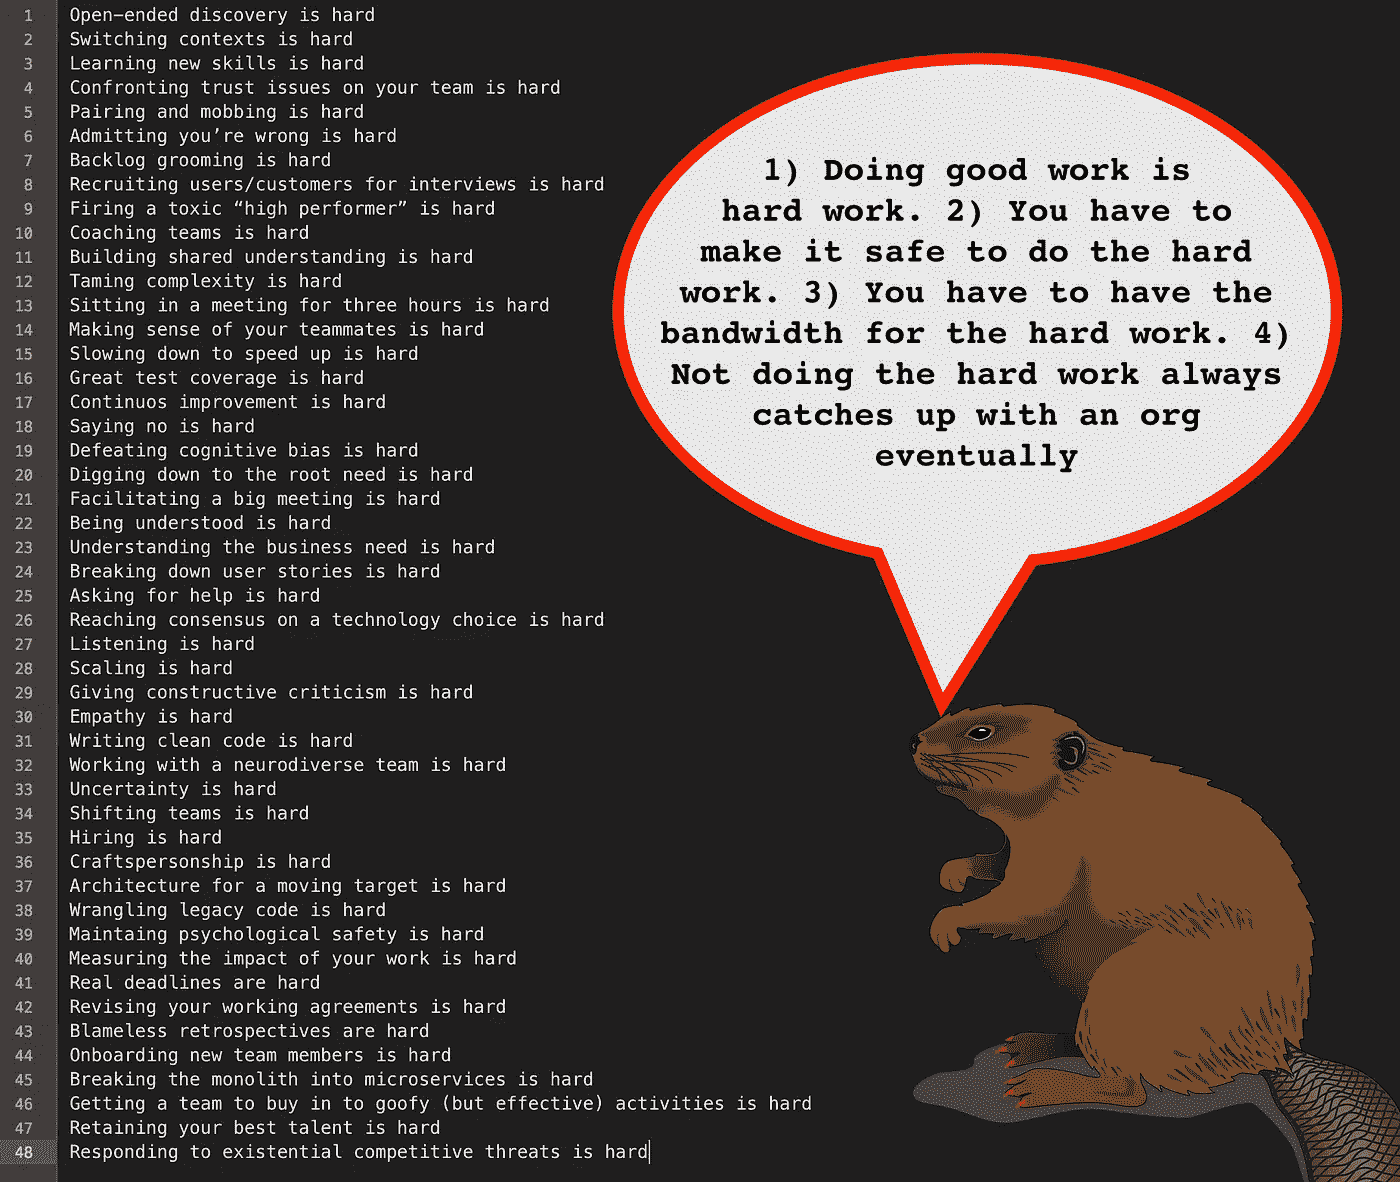 1 Open-ended discovery is hard
2 Switching contexts is hard
3 Learning new skills is hard
4 Confronting trust issues on your team is hard
5 Pairing and mobbing is hard
6 Admitting you’re wrong is hard
7 Backlog grooming is hard
8 Recruiting users/customers for interviews is hard
9 Firing a toxic “high performer” is hard
10 Coaching teams is hard
11 Building shared understanding is hard
12 Taming complexity is hard
13 Sitting in a meeting for three hours is hard
14 Making sense of your teammates is hard
15 Slowing down to speed up is hard
16 Great test coverage is hard
17 Continuos improvement is hard
18 Saying no is hard
19 Defeating cognitive bias is hard
20 Digging down to the root need is hard
21 Facilitating a big meeting is hard
22 Being understood is hard
23 Understanding the business need is hard
24 Breaking down user stories is hard
25 Asking for help is hard
26 Reaching consensus on a technology choice is hard
27 Listening is hard
28 Scaling is hard
29 Giving constructive criticism is hard
30 Empathy is hard
31 Writing clean code is hard
32 Working with a neurodiverse team is hard
33 Uncertainty is hard
34 Shifting teams is hard
35 Hiring is hard
36 Craftspersonship is hard
37 Architecture for a moving target is hard
38 Wrangling legacy code is hard
39 Maintaing psychological safety is hard
40 Measuring the impact of your work is hard
41 Real deadlines are hard
42 Revising your working agreements is hard
43 Blameless retrospectives are hard
44 Onboarding new team members is hard
45 Breaking the monolith into microservices is hard
46 Getting a team to buy in to goofy (but effective) activities is hard
47 Retaining your best talent is hard
48 Responding to existential competitive threats is hard
1) Doing good work is
hard work. 2) You have to
make it safe to do the hard
work. 3) You have to have the
bandwidth for the hard work. 4)
Not doing the hard work always
catches up with an org
eventually